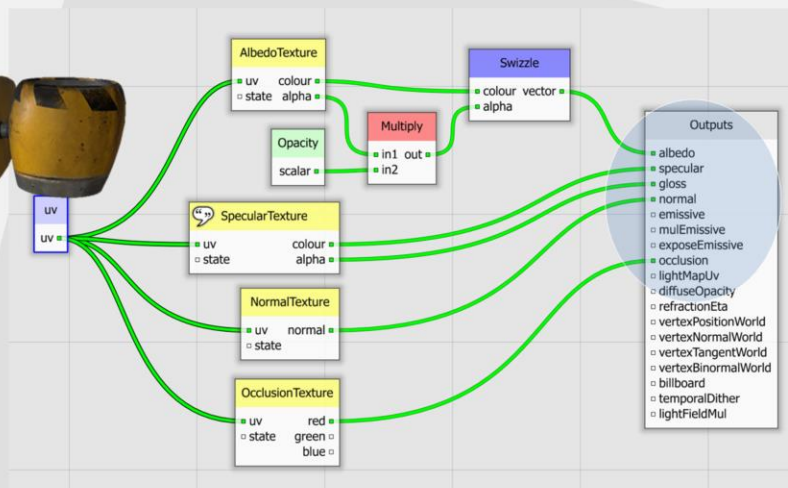 AlbedoTexture
uv colour
state alpha
Swizzle
colour vector
alpha
Multiply
in1 out
in2
Opacity
scalar
uv
uv
SpecularTexture
uv colour
state alpha
NormalTexture
uv normal
state
OcclusionTexture
uv red
state green
blue
Outputs
albedo
specular
gloss
normal
emissive
mulEmissive
exposeEmissive
occlusion
lightMapUv
diffuseOpacity
refractionEta
vertexPositionWorld
vertexNormalWorld
vertexTangentWorld
vertexBinormalWorld
billboard
temporalDither
lightFieldMul